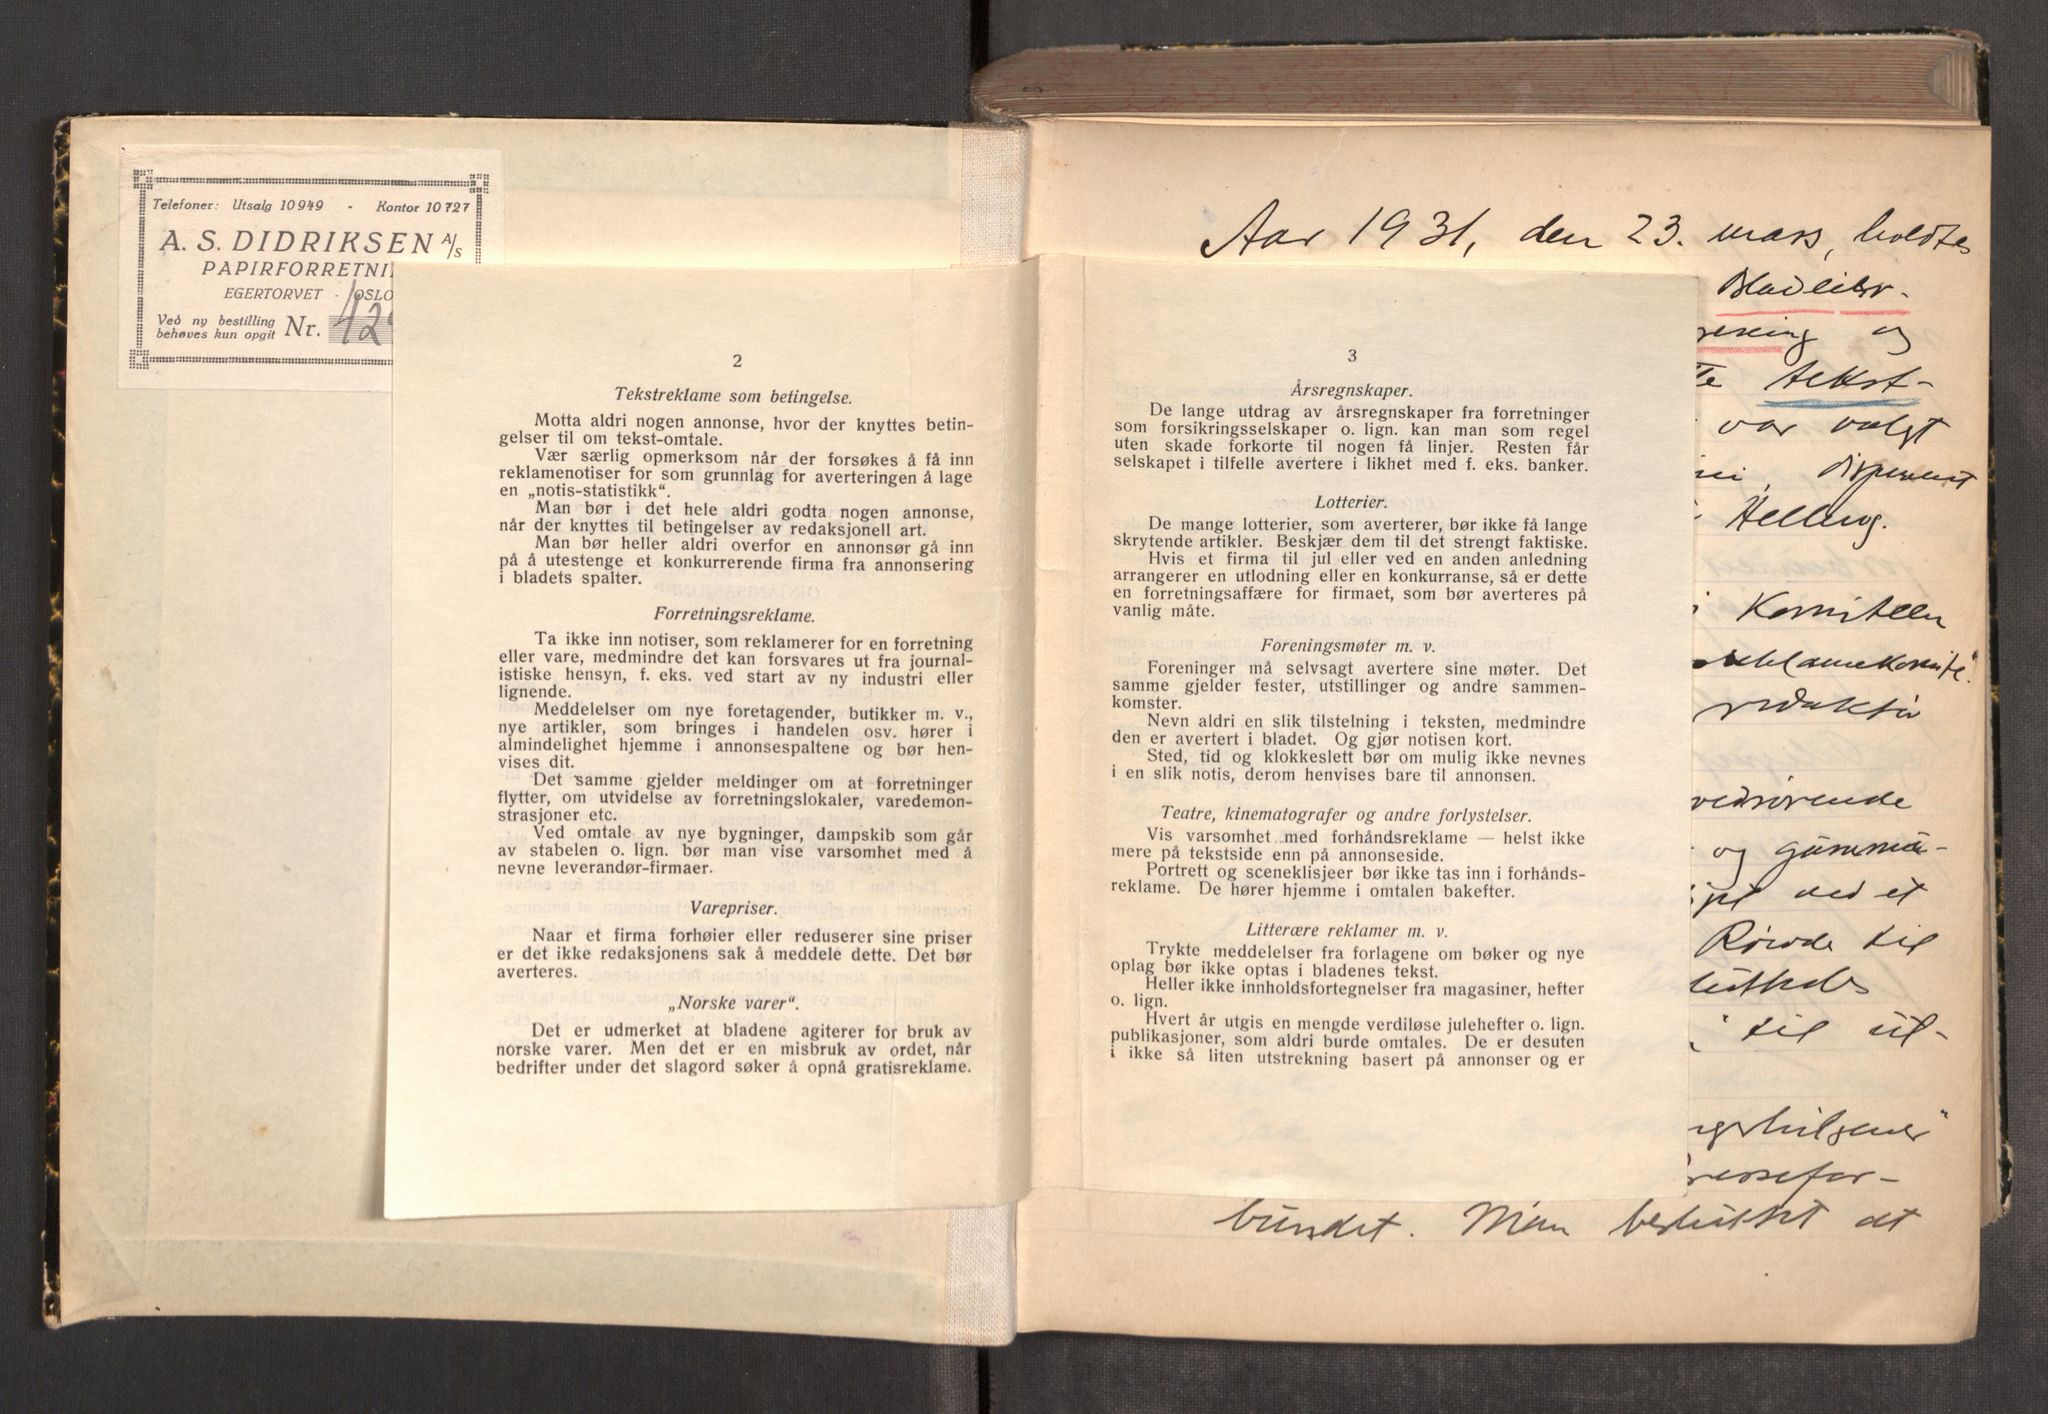 Telefoner: Utsalg 10949 - Kontor 10727
A. S. DIDRIKSEN A/S
PAPIRFORRETNI
EGERTORVET - OSLO
Ved ny bestilling
behøves kun opgit Nr. 42
2
Tekstreklame som betingelse.
Motta aldri nogen annonse, hvor der knyttes betin-
gelser til om tekst-omtale.
Vær særlig opmerksom når der forsøkes å få inn
reklamenotiser for som grunnlag for averteringen å lage
en „notis-statistikk“.
Man bør i det hele aldri godta nogen annonse,
når der knyttes til betingelser av redaksjonell art.
Man bør heller aldri overfor en annonsør gå inn
på å utestenge et konkurrerende firma fra annonsering
i bladets spalter.
Forretningsreklame.
Ta ikke inn notiser, som reklamerer for en forretning
eller vare, medmindre det kan forsvares ut fra journal-
istiske hensyn, f. eks. ved start av ny industri eller
lignende.
Meddelelser om nye foretagender, butikker m. v.,
nye artikler, som bringes i handelen osv. hører i
almindelighet hjemme i annonsespaltene og bør hen-
vises dit.
Det samme gjelder meldinger om at forretninger
flytter, om utvidelse av forretningslokaler, varedemon-
strasjoner etc.
Ved omtale av nye bygninger, dampskib som går
av stabelen o. lign. bør man vise varsomhet med å
nevne leverandør-firmaer.
Varepriser.
Naar et firma forhøier eller reduserer sine priser
er det ikke redaksjonens sak å meddele dette. Det bør
averteres.
„Norske varer“.
Det er udmerket at bladene agiterer for bruk av
norske varer. Men det er en misbruk av ordet, når
bedrifter under det slagord søker å opnå gratisreklame.
3
Årsregnskaper.
De lange utdrag av årsregnskaper fra forretninger
som forsikringsselskaper o. lign. kan man som regel
uten skade forkorte til nogen få linjer. Resten får
selskapet i tilfelle avertere i likhet med f. eks. banker.
Lotterier.
De mange lotterier, som averterer, bør ikke få lange
skrytende artikler. Beskjær dem til det strengt faktiske.
Hvis et firma til jul eller ved en anden anledning
arrangerer en utlodning eller en konkurranse, så er dette
en forretningsaffære for firmaet, som bør averteres på
vanlig måte.
Foreningsmøter m. v.
Foreninger må selvsagt avertere sine møter. Det
samme gjelder fester, utstillinger og andre sammen-
komster.
Nevn aldri en slik tilstelning i teksten, medmindre
den er avertert i bladet. Og gjør notisen kort.
Sted, tid og klokkeslett bør om mulig ikke nevnes
i en slik notis, derom henvises bare til annonsen.
Teatre, kinematografer og andre forlystelser.
Vis varsomhet med forhåndsreklame — helst ikke
mere på tekstside enn på annonseside.
Portrett og sceneklisjeer bør ikke tas inn i forhånds-
reklame. De hører hjemme i omtalen bakefter.
Litterære reklamer m. v.
Trykte meddelelser fra forlagene om bøker og nye
oplag bør ikke optas i bladenes tekst.
Heller ikke innholdsfortegnelser fra magasiner, hefter
o. lign.
Hvert år utgis en mengde verdiløse julehefter o. lign.
publikasjoner, som aldri burde omtales. De er desuten
i ikke så liten utstrekning basert på annonser og er
Aar 1931, den 23. mars, holdtes
Bladeier-
ening og
te tekst-
var valgt
disponent
Helberg.
Komiteen
reklamekomite".
redaktør
vedrørende
og gummi-
ved et
Rørde til
til ut-
ngshilsener"
ressefor-
bundet. Man besluttet at